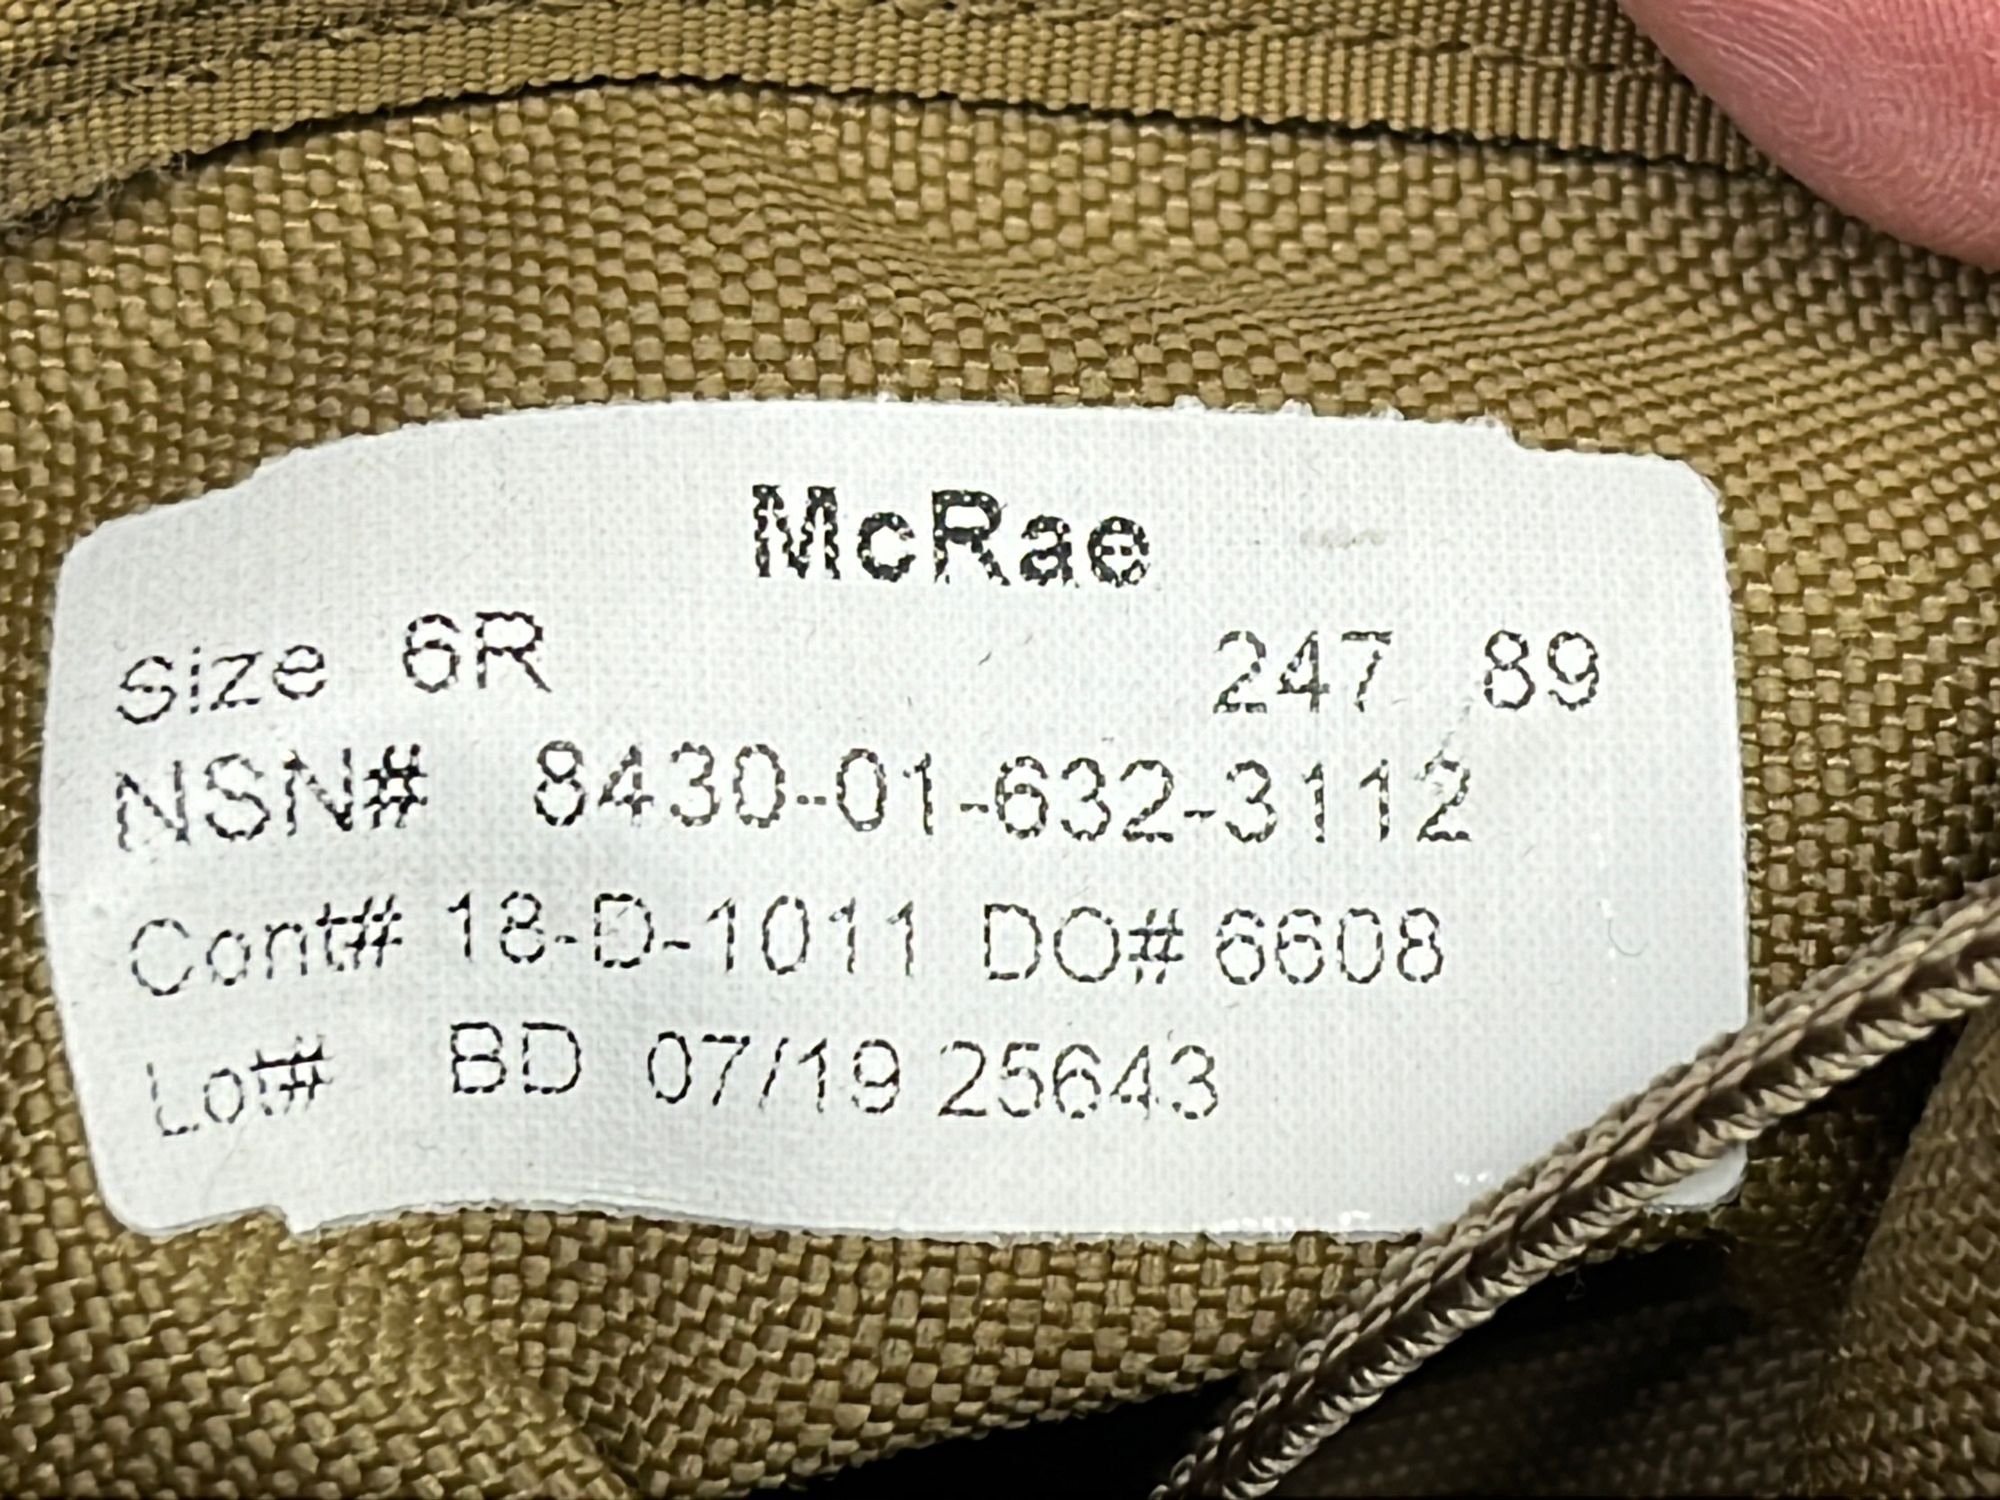 McRae
size 6R 247 89
NSN# 8430-01-632-3112
Cont# 18-D-1011 DO# 6608
Lot# BD 07/19 25643